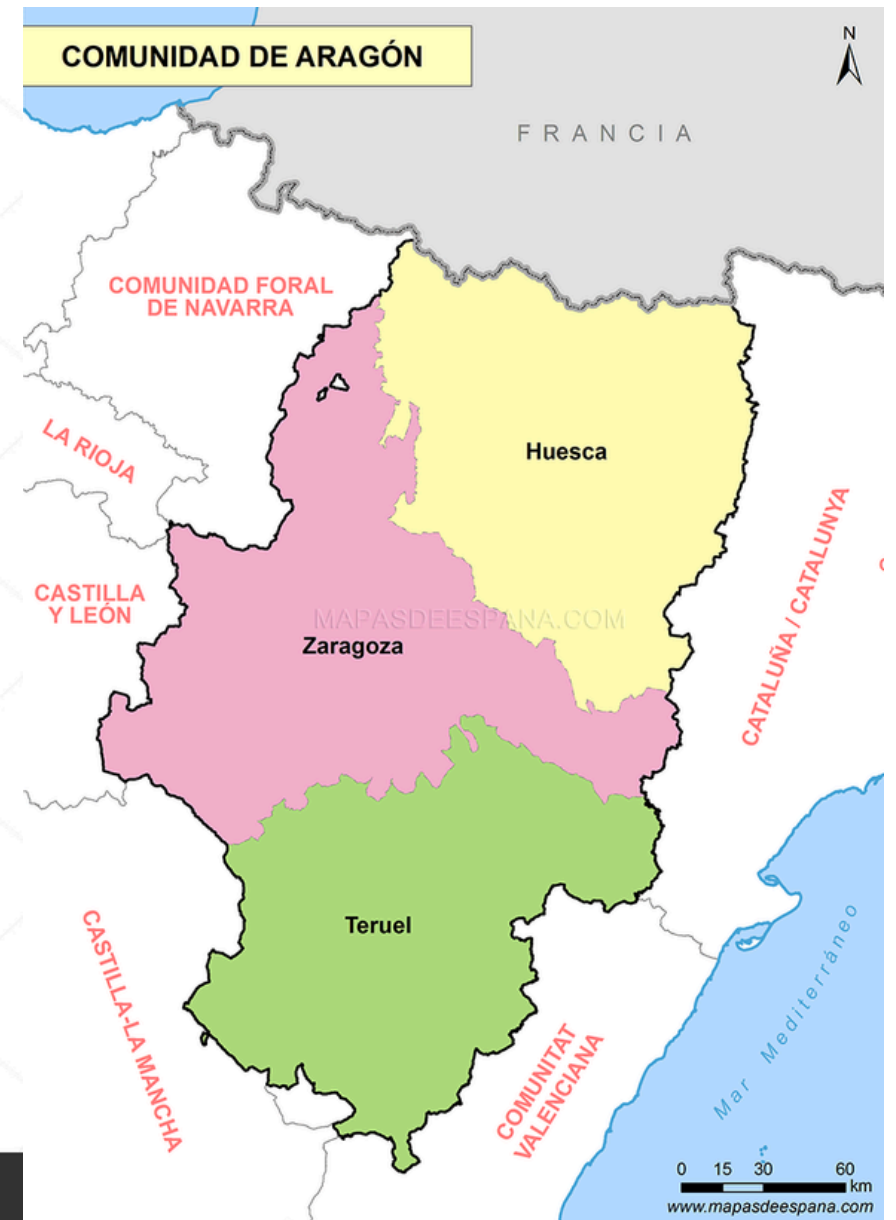 COMUNIDAD DE ARAGÓN
N
FRANCIA
COMUNIDAD FORAL
DE NAVARRA
LA RIOJA
Huesca
CASTILLA
Y LEÓN
MAPASDEESPANA.COM
Zaragoza
CATALUÑA / CATALUNYA
Teruel
CASTILLA-LA MANCHA
COMUNITAT
VALENCIANA
Mar Mediterráneo
0 15 30 60
km
www.mapasdeespana.com